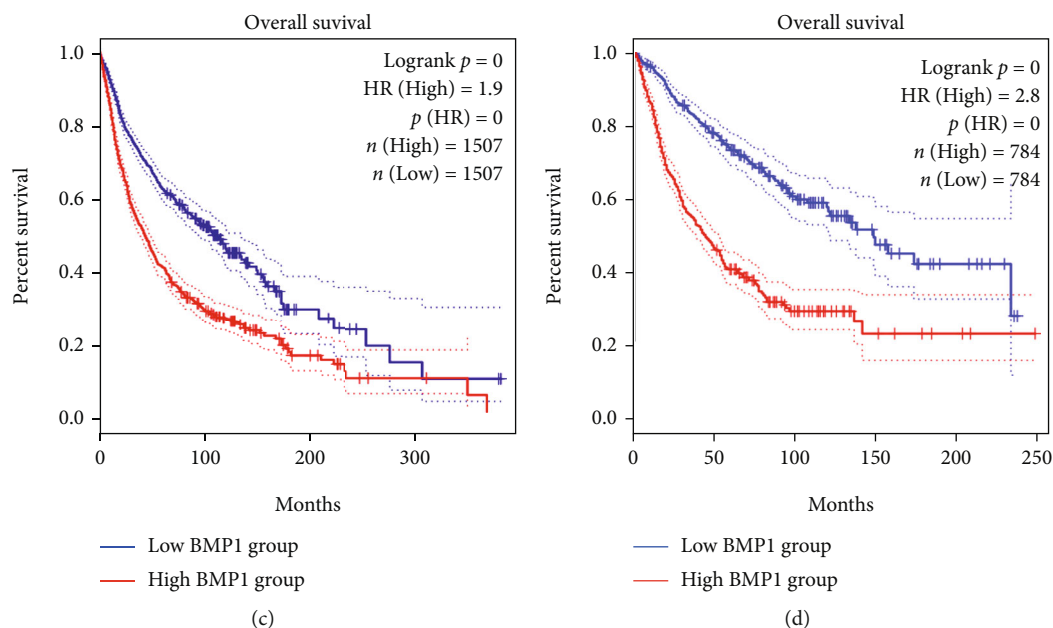 Overall suvival
Logrank p = 0
HR (High) = 1.9
p (HR) = 0
n (High) = 1507
n (Low) = 1507
Percent survival
1.0
0.8
0.6
0.4
0.2
0.0
0 100 200 300
Months
Low BMP1 group
High BMP1 group
(c)
Overall suvival
Logrank p = 0
HR (High) = 2.8
p (HR) = 0
n (High) = 784
n (Low) = 784
Percent survival
1.0
0.8
0.6
0.4
0.2
0.0
0 50 100 150 200 250
Months
Low BMP1 group
High BMP1 group
(d)